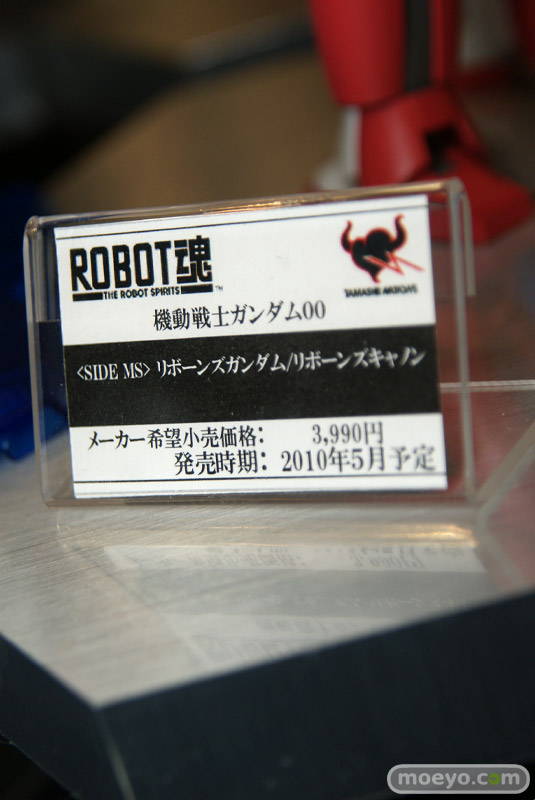 ROBOT魂™
THE ROBOT SPIRITS
TAMASHII NATIONS
機動戦士ガンダム00
<SIDE MS> リボーンズガンダム/リボーンズキャノン
メーカー希望小売価格: 3,990円
発売時期: 2010年5月予定
moeyo.com